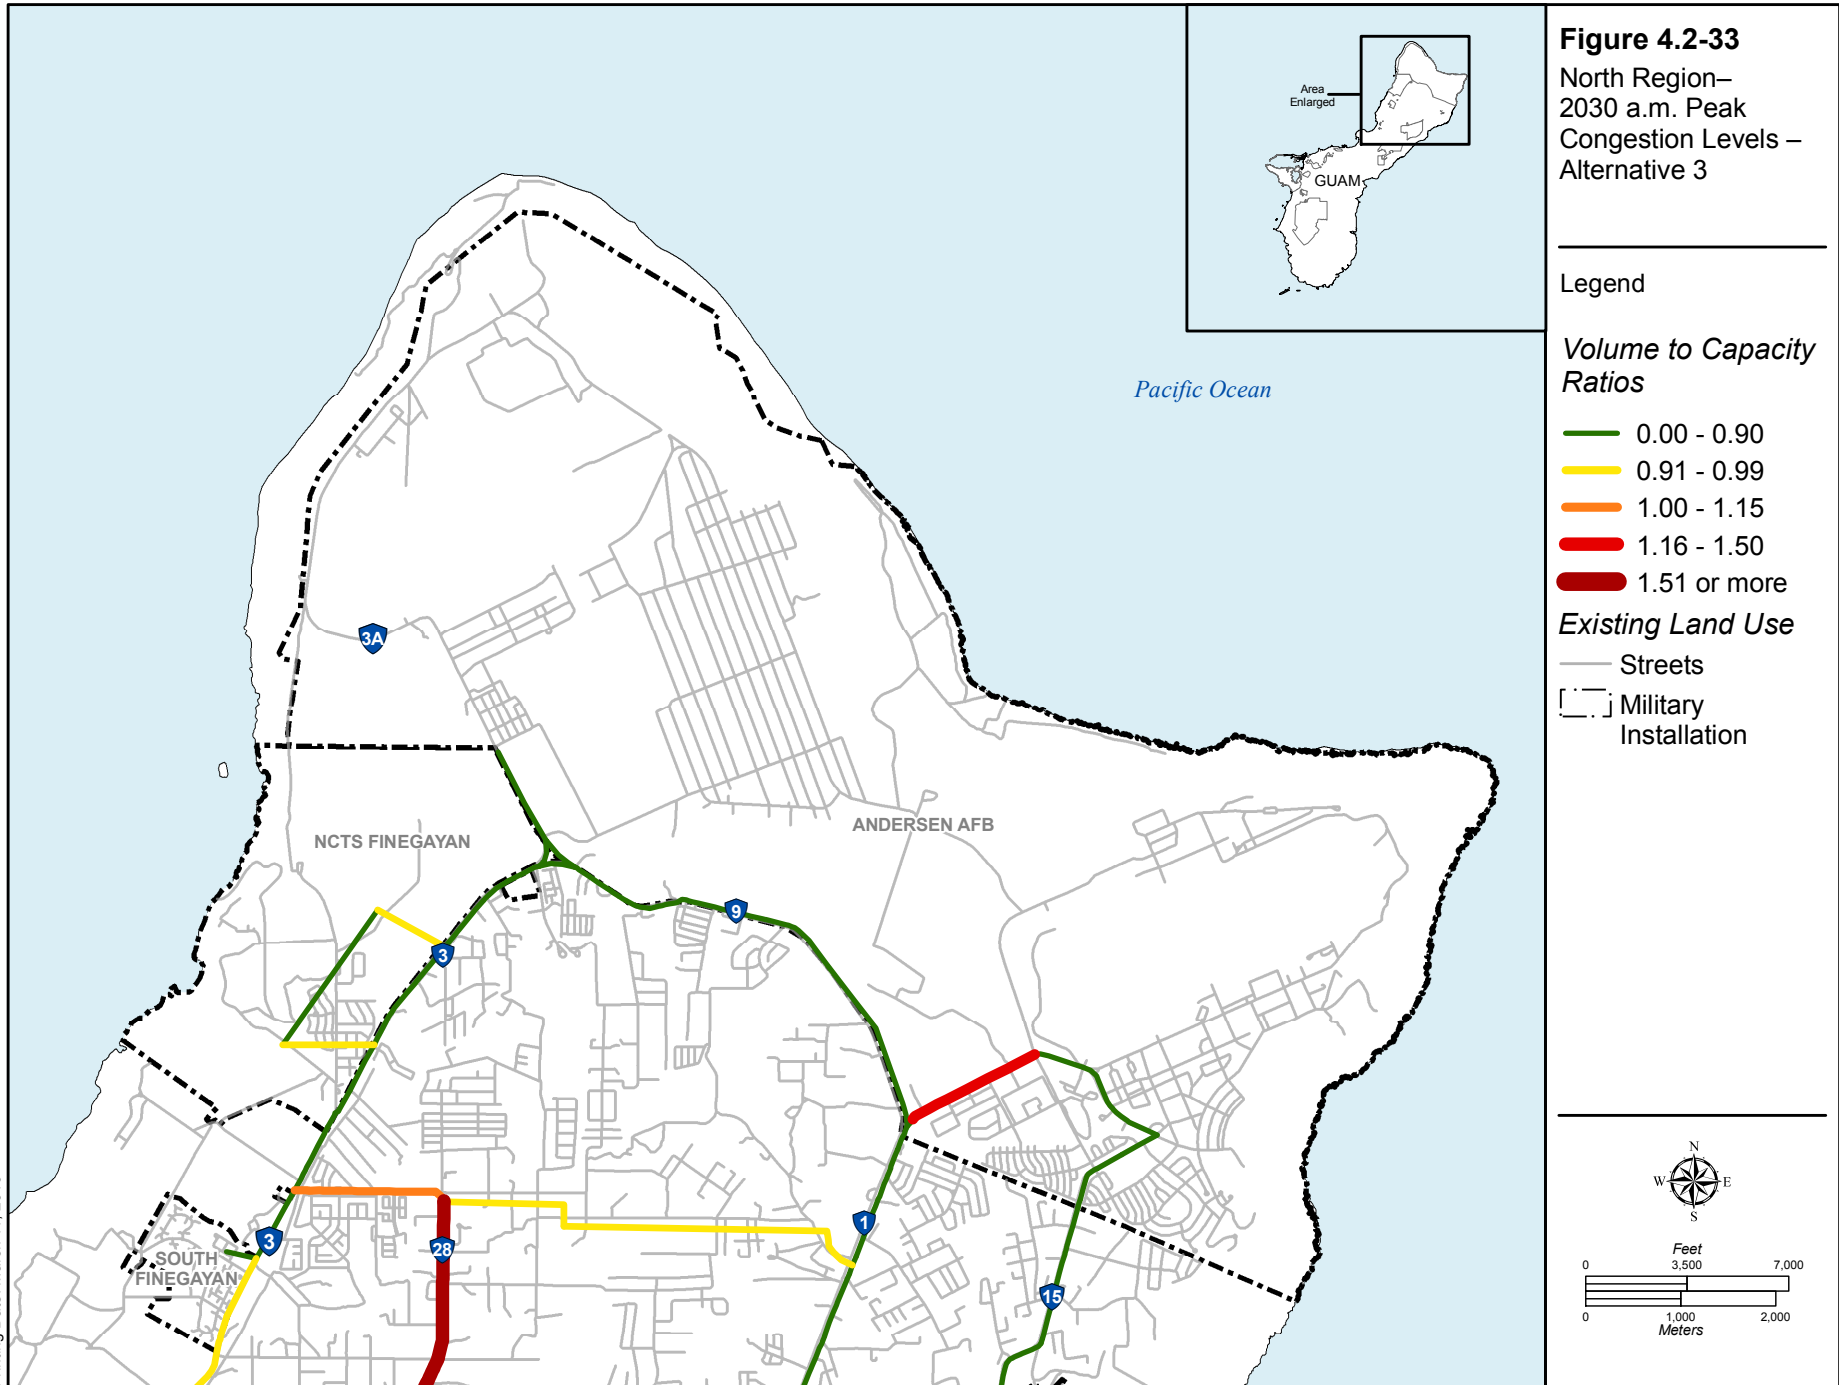 Figure 4.2-33
North Region–
2030 a.m. Peak
Congestion Levels –
Alternative 3
Legend
Volume to Capacity
Ratios
0.00 - 0.90
0.91 - 0.99
1.00 - 1.15
1.16 - 1.50
1.51 or more
Existing Land Use
Streets
Military
Installation
N
W
E
S
Feet
0
3,500
7,000
0
1,000
2,000
Meters
Area
Enlarged
GUAM
Pacific Ocean
3A
NCTS FINEGAYAN
ANDERSEN AFB
9
3
1
3
28
SOUTH
FINEGAYAN
15